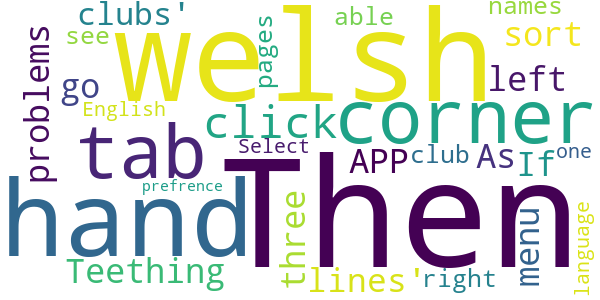 clubs' names
see able sort
problems go welsh pages
left
English click corner
tab Select APP club As If one
hand Then
prefrence
Teething three lines' right menu language